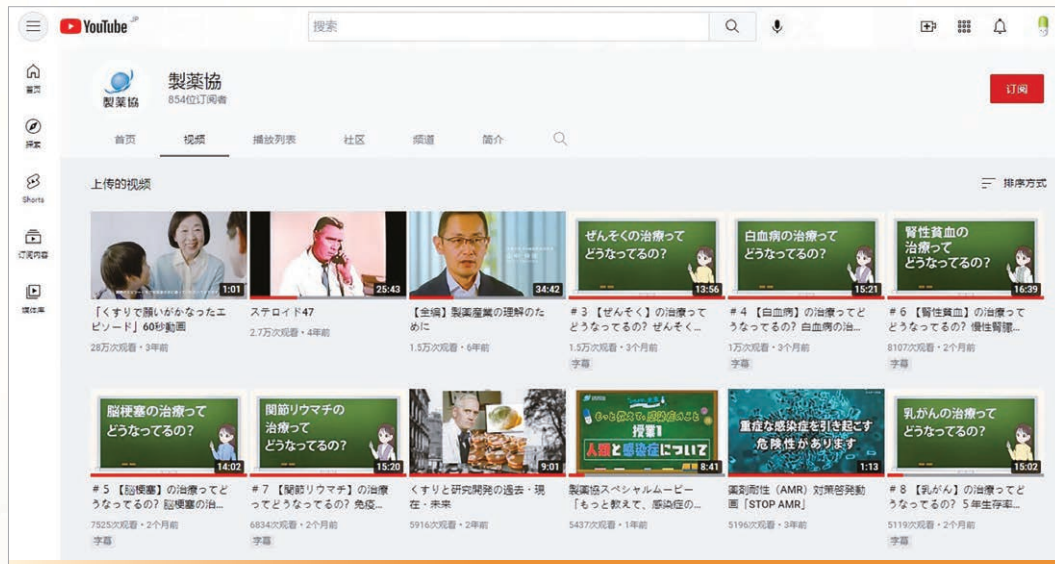 YouTube JP
搜索
首页
探索
Shorts
订阅内容
媒体库
製薬協
製薬協
854位订阅者
订阅
首页 视频 播放列表 社区 频道 简介
上传的视频
排序方式
1:01
25:43
34:42
ぜんそくの治療って
どうなってるの?
13:56
白血病の治療って
どうなってるの?
15:21
腎性貧血の
治療って
どうなってるの?
16:39
「くすりで願いがかなったエ
ピソード」60秒動画
28万次观看・3年前
ステロイド47
2.7万次观看・4年前
【全編】製薬産業の理解のた
めに
1.5万次观看・6年前
#3 【ぜんそく】の治療って
どうなってるの? ぜんそく...
1.5万次观看・3个月前
字幕
#4 【白血病】の治療ってど
うなってるの? 白血病の治...
1万次观看・3个月前
字幕
#6 【腎性貧血】の治療って
どうなってるの? 慢性腎臓...
8107次观看・2个月前
字幕
脳梗塞の治療って
どうなってるの?
14:02
関節リウマチの
治療って
どうなってるの?
15:20
9:01
もっと教えて、感染症のこと
授業1
人類と感染症について
8:41
重症な感染症を引き起こす
危険性があります
1:13
乳がんの治療って
どうなってるの?
15:02
#5 【脳梗塞】の治療ってど
うなってるの? 脳梗塞の治...
7525次观看・2个月前
字幕
#7 【関節リウマチ】の治療
ってどうなってるの? 免疫...
6834次观看・2个月前
字幕
くすりと研究開発の過去・現
在・未来
5916次观看・2年前
製薬協スペシャルムービー
「もっと教えて、感染症の...
5437次观看・1年前
薬剤耐性（AMR）対策啓発動
画「STOP AMR」
5196次观看・3年前
#8 【乳がん】の治療ってど
うなってるの? 5年生存率...
5119次观看・2个月前
字幕